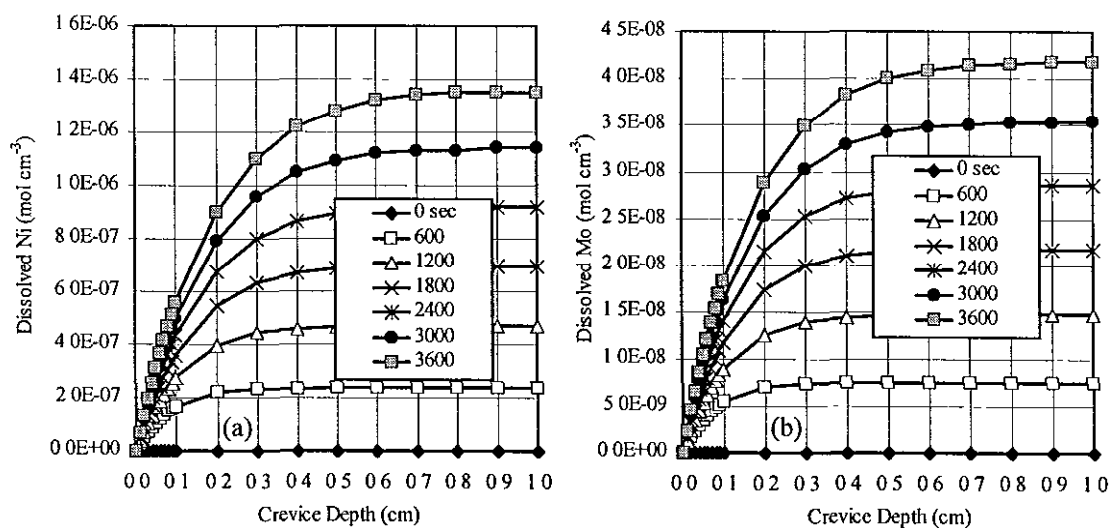 1 6E-06
1 4E-06
1 2E-06
1 0E-06
8 0E-07
6 0E-07
4 0E-07
2 0E-07
0 0E+00
Dissolved Ni (mol cm⁻³)
0 sec
600
1200
1800
2400
3000
3600
(a)
0 0 0 1 0 2 0 3 0 4 0 5 0 6 0 7 0 8 0 9 1 0
Crevice Depth (cm)
4 5E-08
4 0E-08
3 5E-08
3 0E-08
2 5E-08
2 0E-08
1 5E-08
1 0E-08
5 0E-09
0 0E+00
Dissolved Mo (mol cm⁻³)
0 sec
600
1200
1800
2400
3000
3600
(b)
0 0 0 1 0 2 0 3 0 4 0 5 0 6 0 7 0 8 0 9 1 0
Crevice Depth (cm)